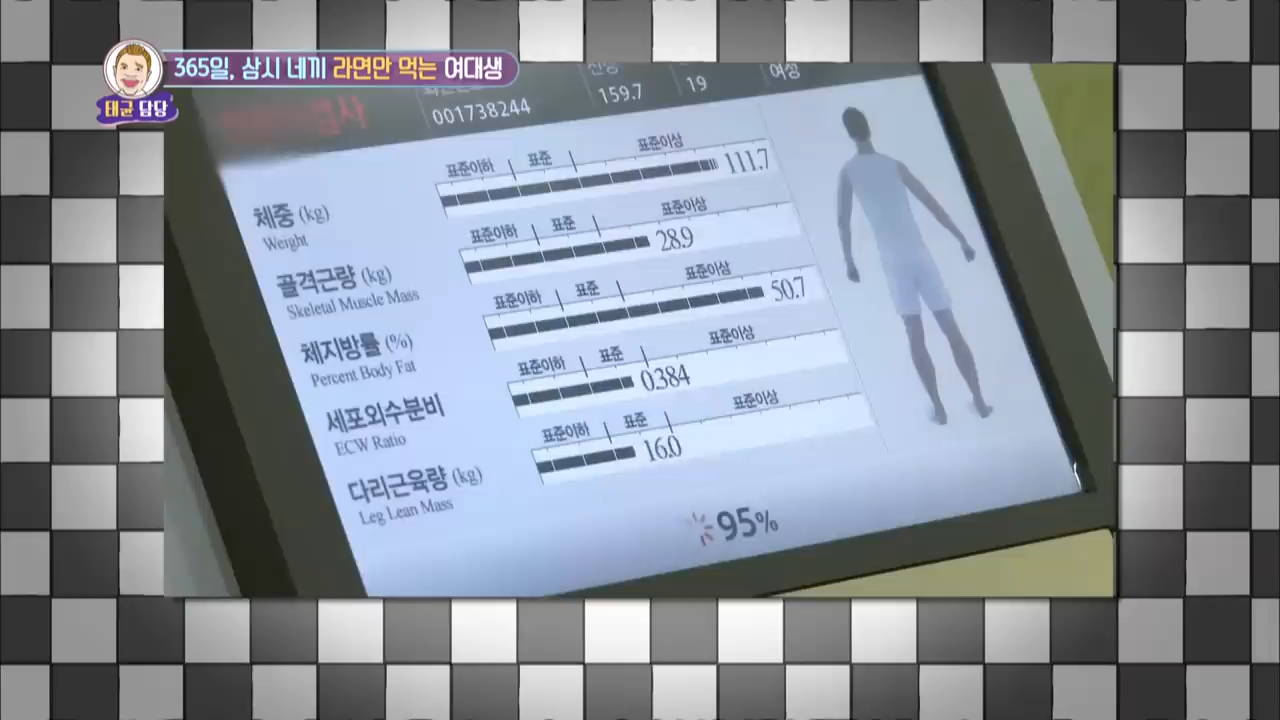 365일, 삼시 네끼 라면만 먹는 여대생
태균 담당
신장 19 여성
001738244 159.7
표준이하 표준 표준이상
체중 (kg) 111.7
Weight
표준이하 표준 표준이상
골격근량 (kg) 28.9
Skeletal Muscle Mass
표준이하 표준 표준이상
체지방률 (%) 50.7
Percent Body Fat
표준이하 표준 표준이상
세포외수분비 0.384
ECW Ratio
표준이하 표준 표준이상
다리근육량 (kg) 16.0
Leg Lean Mass
95%